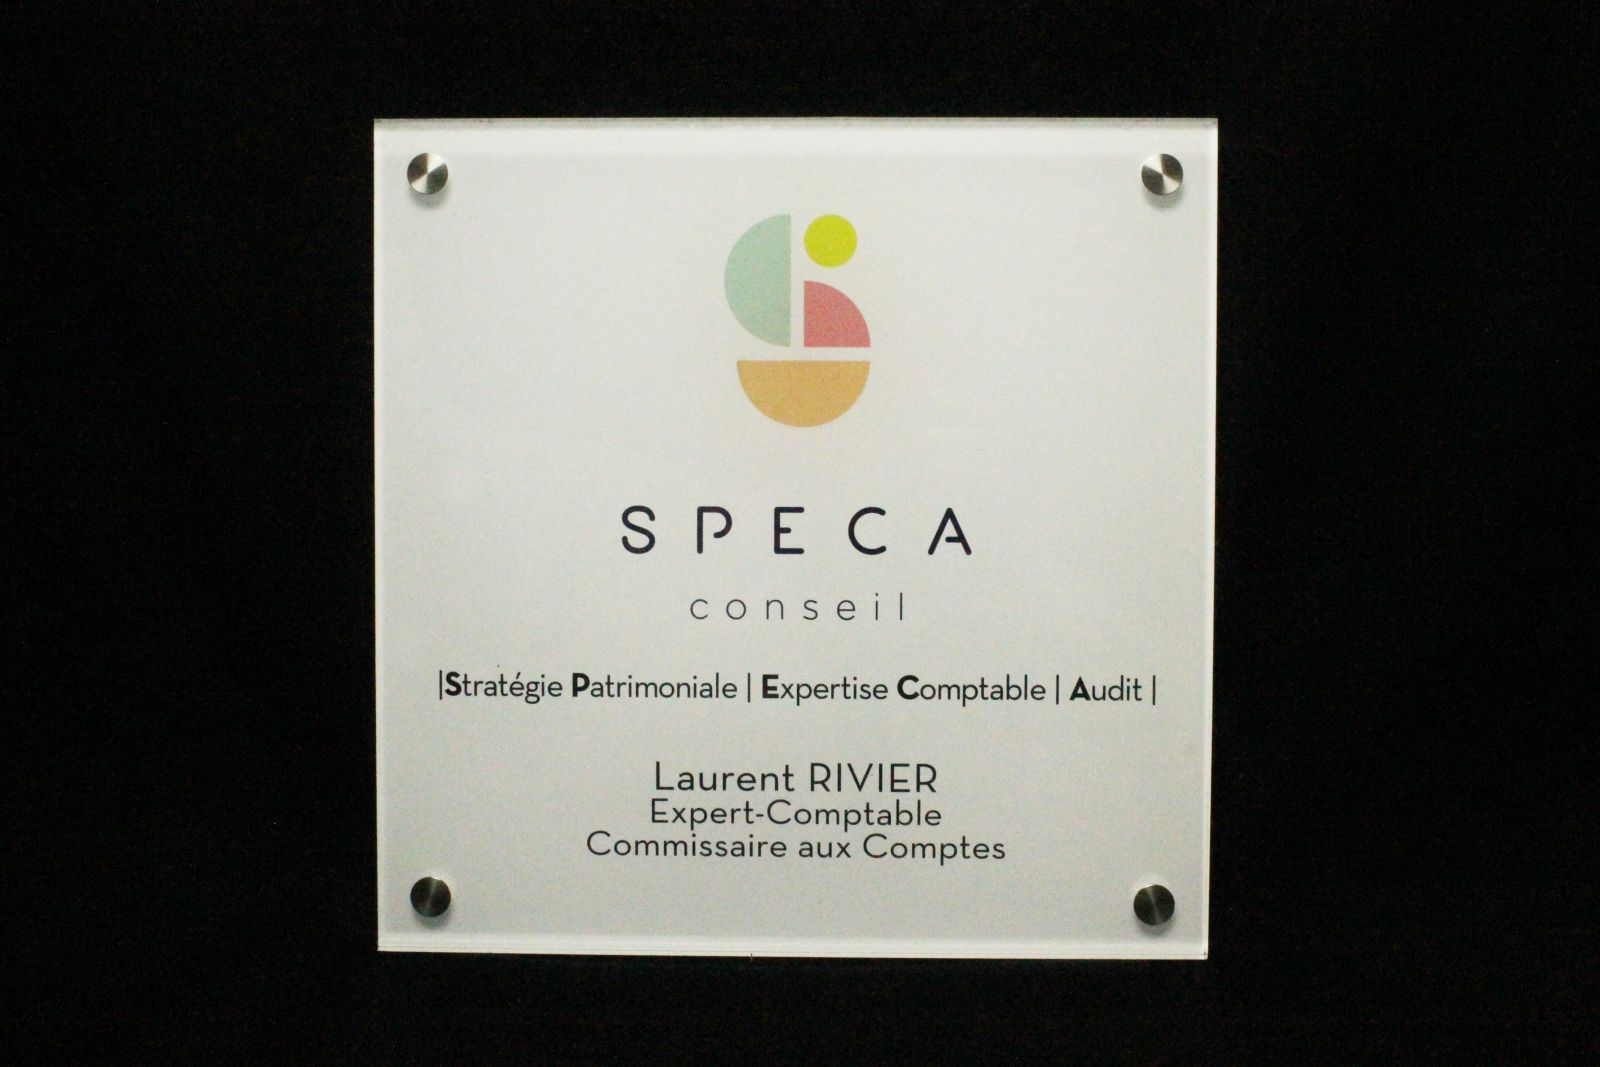 SPECA
conseil
|Stratégie Patrimoniale | Expertise Comptable | Audit |
Laurent RIVIER
Expert-Comptable
Commissaire aux Comptes